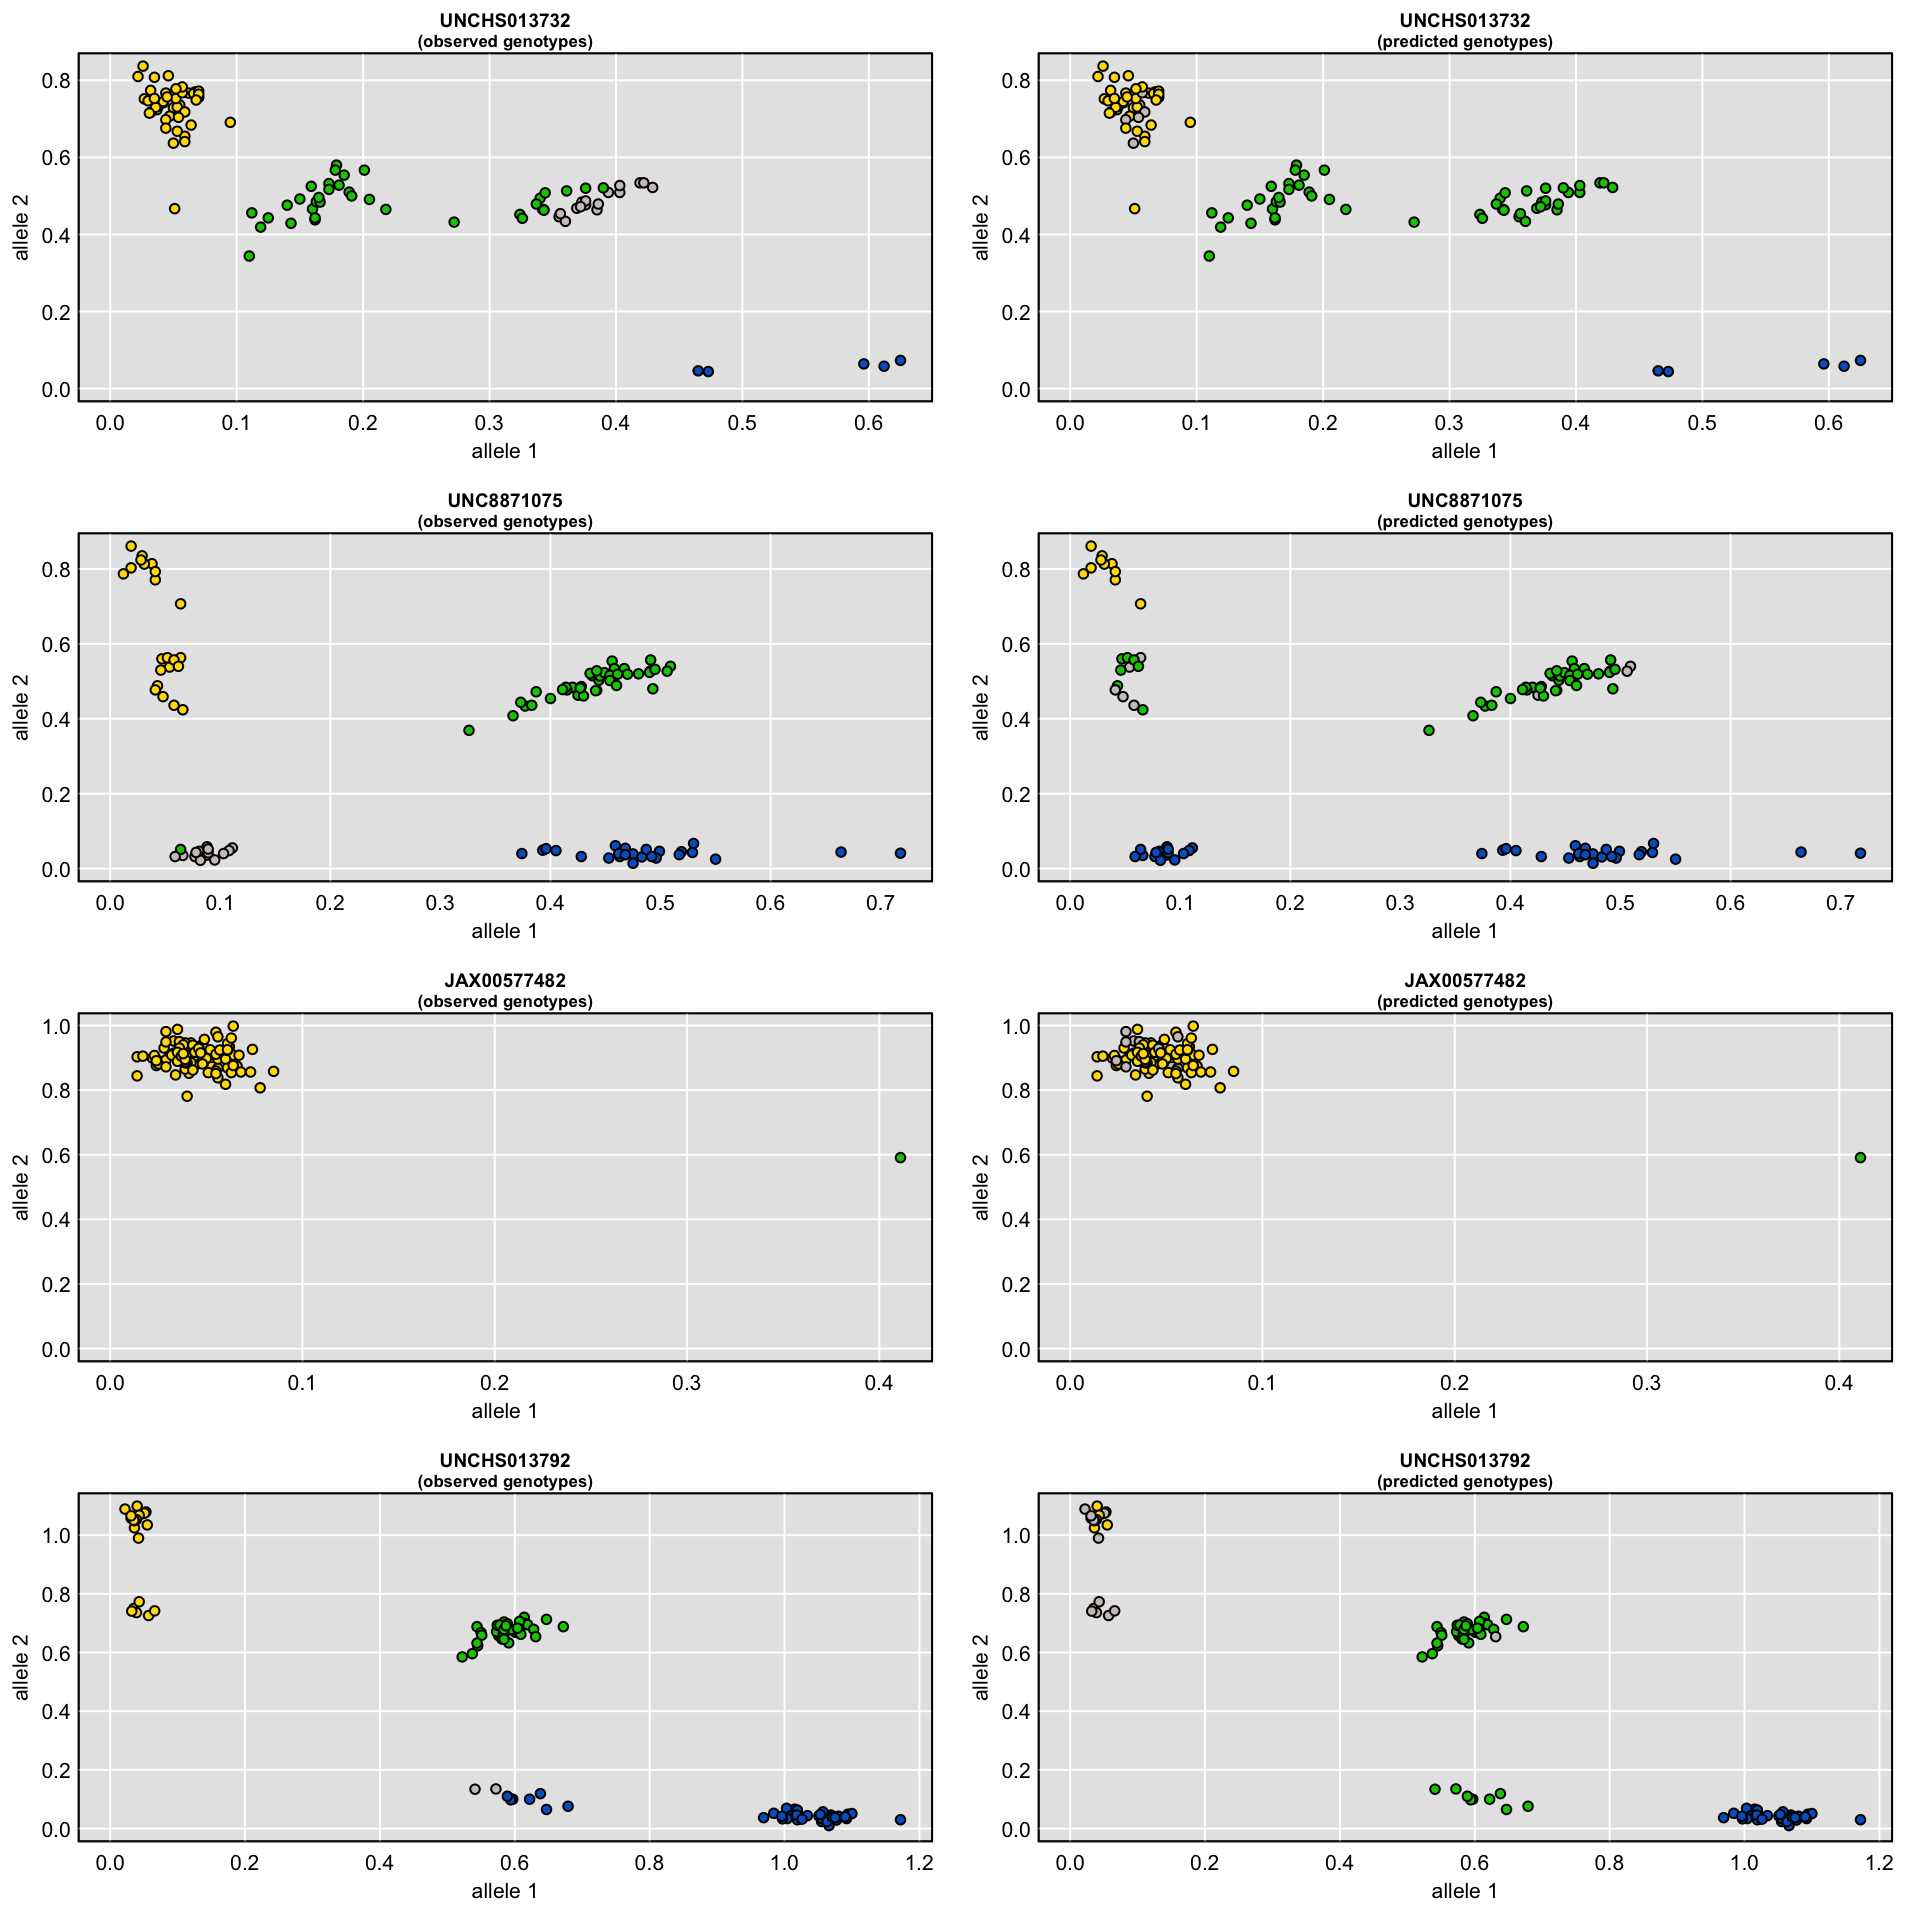 UNCHS013732
(observed genotypes)
0.8
0.6
0.4
0.2
0.0
allele 2
0.0 0.1 0.2 0.3 0.4 0.5 0.6
allele 1
UNCHS013732
(predicted genotypes)
0.8
0.6
0.4
0.2
0.0
allele 2
0.0 0.1 0.2 0.3 0.4 0.5 0.6
allele 1
UNC8871075
(observed genotypes)
0.8
0.6
0.4
0.2
0.0
allele 2
0.0 0.1 0.2 0.3 0.4 0.5 0.6 0.7
allele 1
UNC8871075
(predicted genotypes)
0.8
0.6
0.4
0.2
0.0
allele 2
0.0 0.1 0.2 0.3 0.4 0.5 0.6 0.7
allele 1
JAX00577482
(observed genotypes)
1.0
0.8
0.6
0.4
0.2
0.0
allele 2
0.0 0.1 0.2 0.3 0.4
allele 1
JAX00577482
(predicted genotypes)
1.0
0.8
0.6
0.4
0.2
0.0
allele 2
0.0 0.1 0.2 0.3 0.4
allele 1
UNCHS013792
(observed genotypes)
1.0
0.8
0.6
0.4
0.2
0.0
allele 2
0.0 0.2 0.4 0.6 0.8 1.0 1.2
allele 1
UNCHS013792
(predicted genotypes)
1.0
0.8
0.6
0.4
0.2
0.0
allele 2
0.0 0.2 0.4 0.6 0.8 1.0 1.2
allele 1